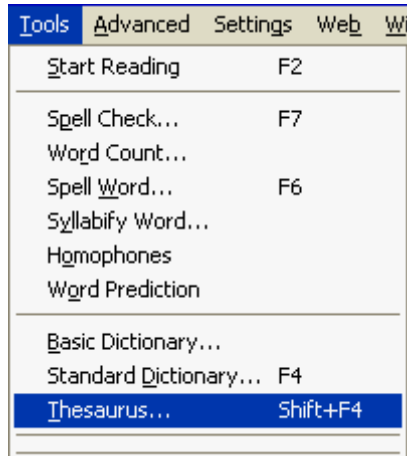 Tools Advanced Settings Web
Start Reading F2
Spell Check... F7
Word Count...
Spell Word... F6
Syllabify Word...
Homophones
Word Prediction
Basic Dictionary...
Standard Dictionary... F4
Thesaurus... Shift+F4